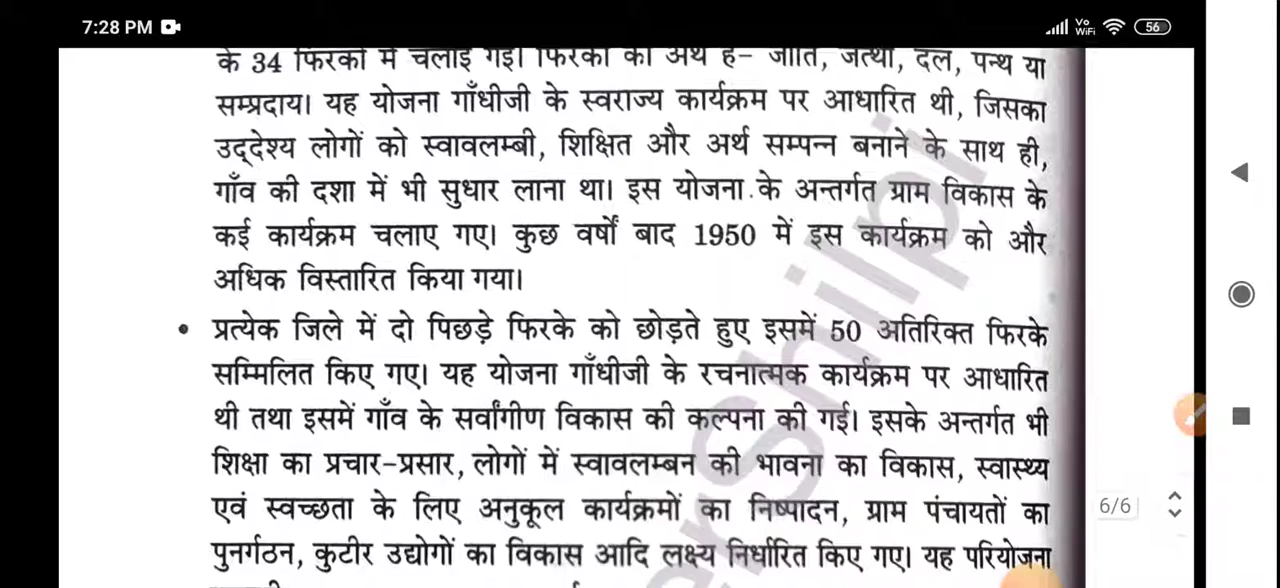 7:28 PM
Vo WiFi 56
के 34 फिरकों में चलाई गई। फिरकों का अर्थ है- जाति, जत्था, दल, पन्थ या
सम्प्रदाय। यह योजना गाँधीजी के स्वराज्य कार्यक्रम पर आधारित थी, जिसका
उद्देश्य लोगों को स्वावलम्बी, शिक्षित और अर्थ सम्पन्न बनाने के साथ ही,
गाँव की दशा में भी सुधार लाना था। इस योजना के अन्तर्गत ग्राम विकास के
कई कार्यक्रम चलाए गए। कुछ वर्षों बाद 1950 में इस कार्यक्रम को और
अधिक विस्तारित किया गया।
• प्रत्येक जिले में दो पिछड़े फिरके को छोड़ते हुए इसमें 50 अतिरिक्त फिरके
सम्मिलित किए गए। यह योजना गाँधीजी के रचनात्मक कार्यक्रम पर आधारित
थी तथा इसमें गाँव के सर्वांगीण विकास की कल्पना की गई। इसके अन्तर्गत भी
शिक्षा का प्रचार-प्रसार, लोगों में स्वावलम्बन की भावना का विकास, स्वास्थ्य
एवं स्वच्छता के लिए अनुकूल कार्यक्रमों का निष्पादन, ग्राम पंचायतों का
पुनर्गठन, कुटीर उद्योगों का विकास आदि लक्ष्य निर्धारित किए गए। यह परियोजना
6/6
erShilpi